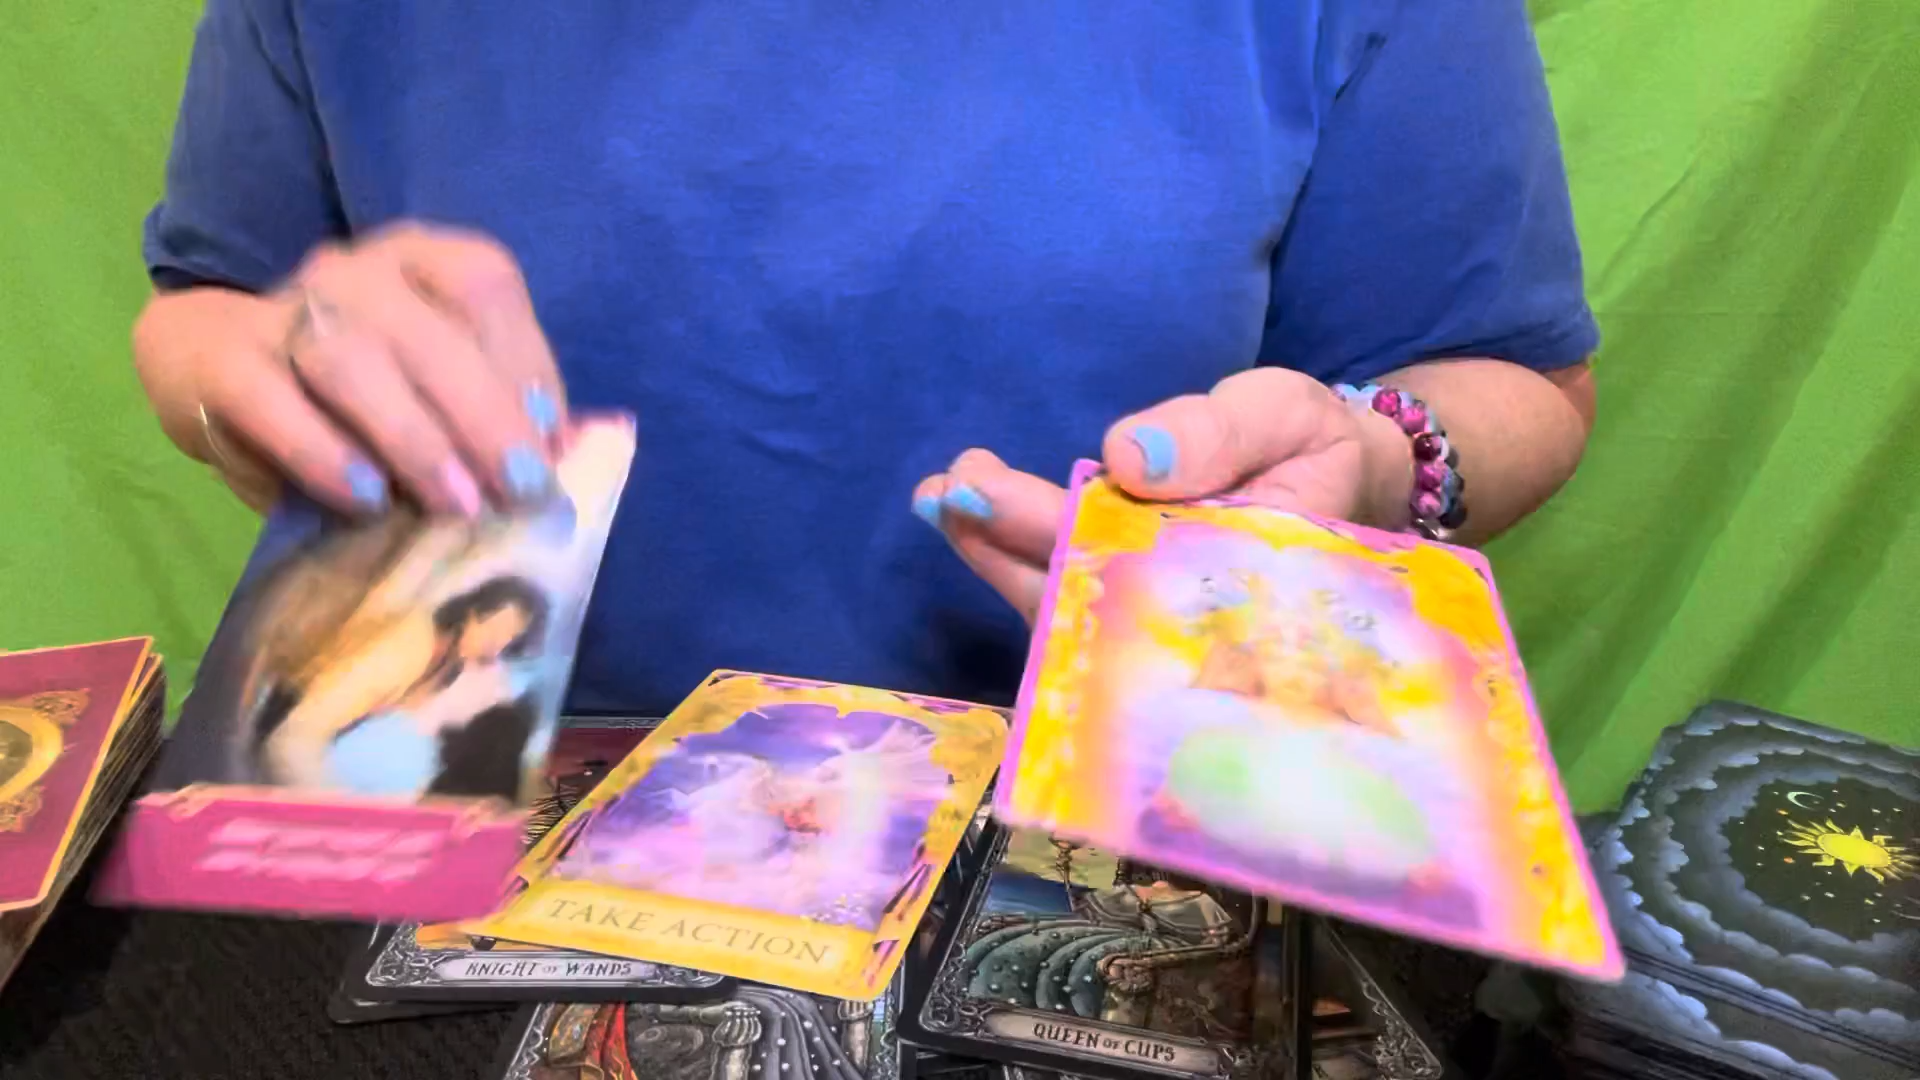 TAKE ACTION
KNIGHT OF WANDS
QUEEN OF CUPS